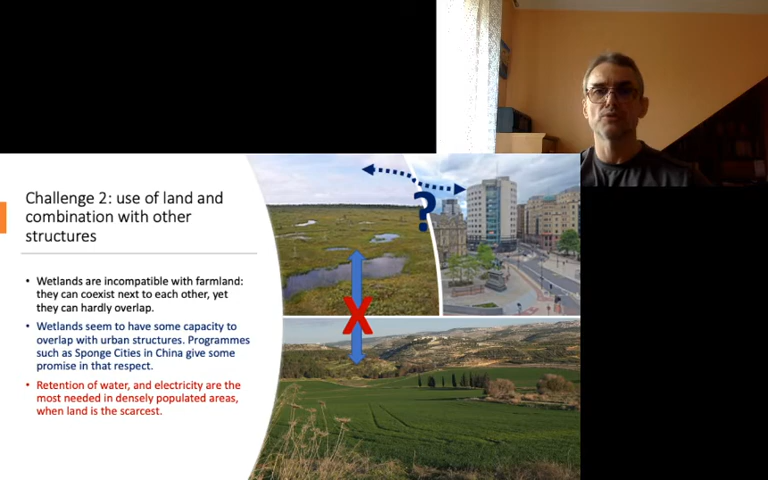 Challenge 2: use of land and
combination with other
structures
• Wetlands are incompatible with farmland:
they can coexist next to each other, yet
they can hardly overlap.
• Wetlands seem to have some capacity to
overlap with urban structures. Programmes
such as Sponge Cities in China give some
promise in that respect.
• Retention of water, and electricity are the
most needed in densely populated areas,
when land is the scarcest.
?
X